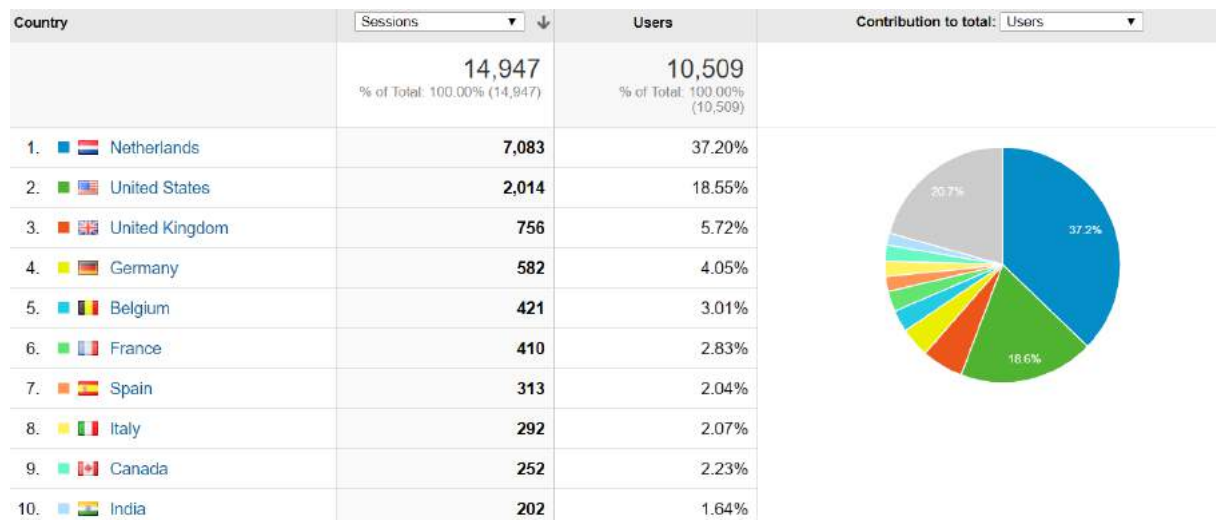 Country Sessions Users Contribution to total: Users
14,947 10,509
% of Total: 100.00% (14,947) % of Total: 100.00%
(10,509)
1. Netherlands 7,083 37.20%
2. United States 2,014 18.55%
3. United Kingdom 756 5.72%
4. Germany 582 4.05%
5. Belgium 421 3.01%
6. France 410 2.83%
7. Spain 313 2.04%
8. Italy 292 2.07%
9. Canada 252 2.23%
10. India 202 1.64%
20.7%
37.2%
18.6%